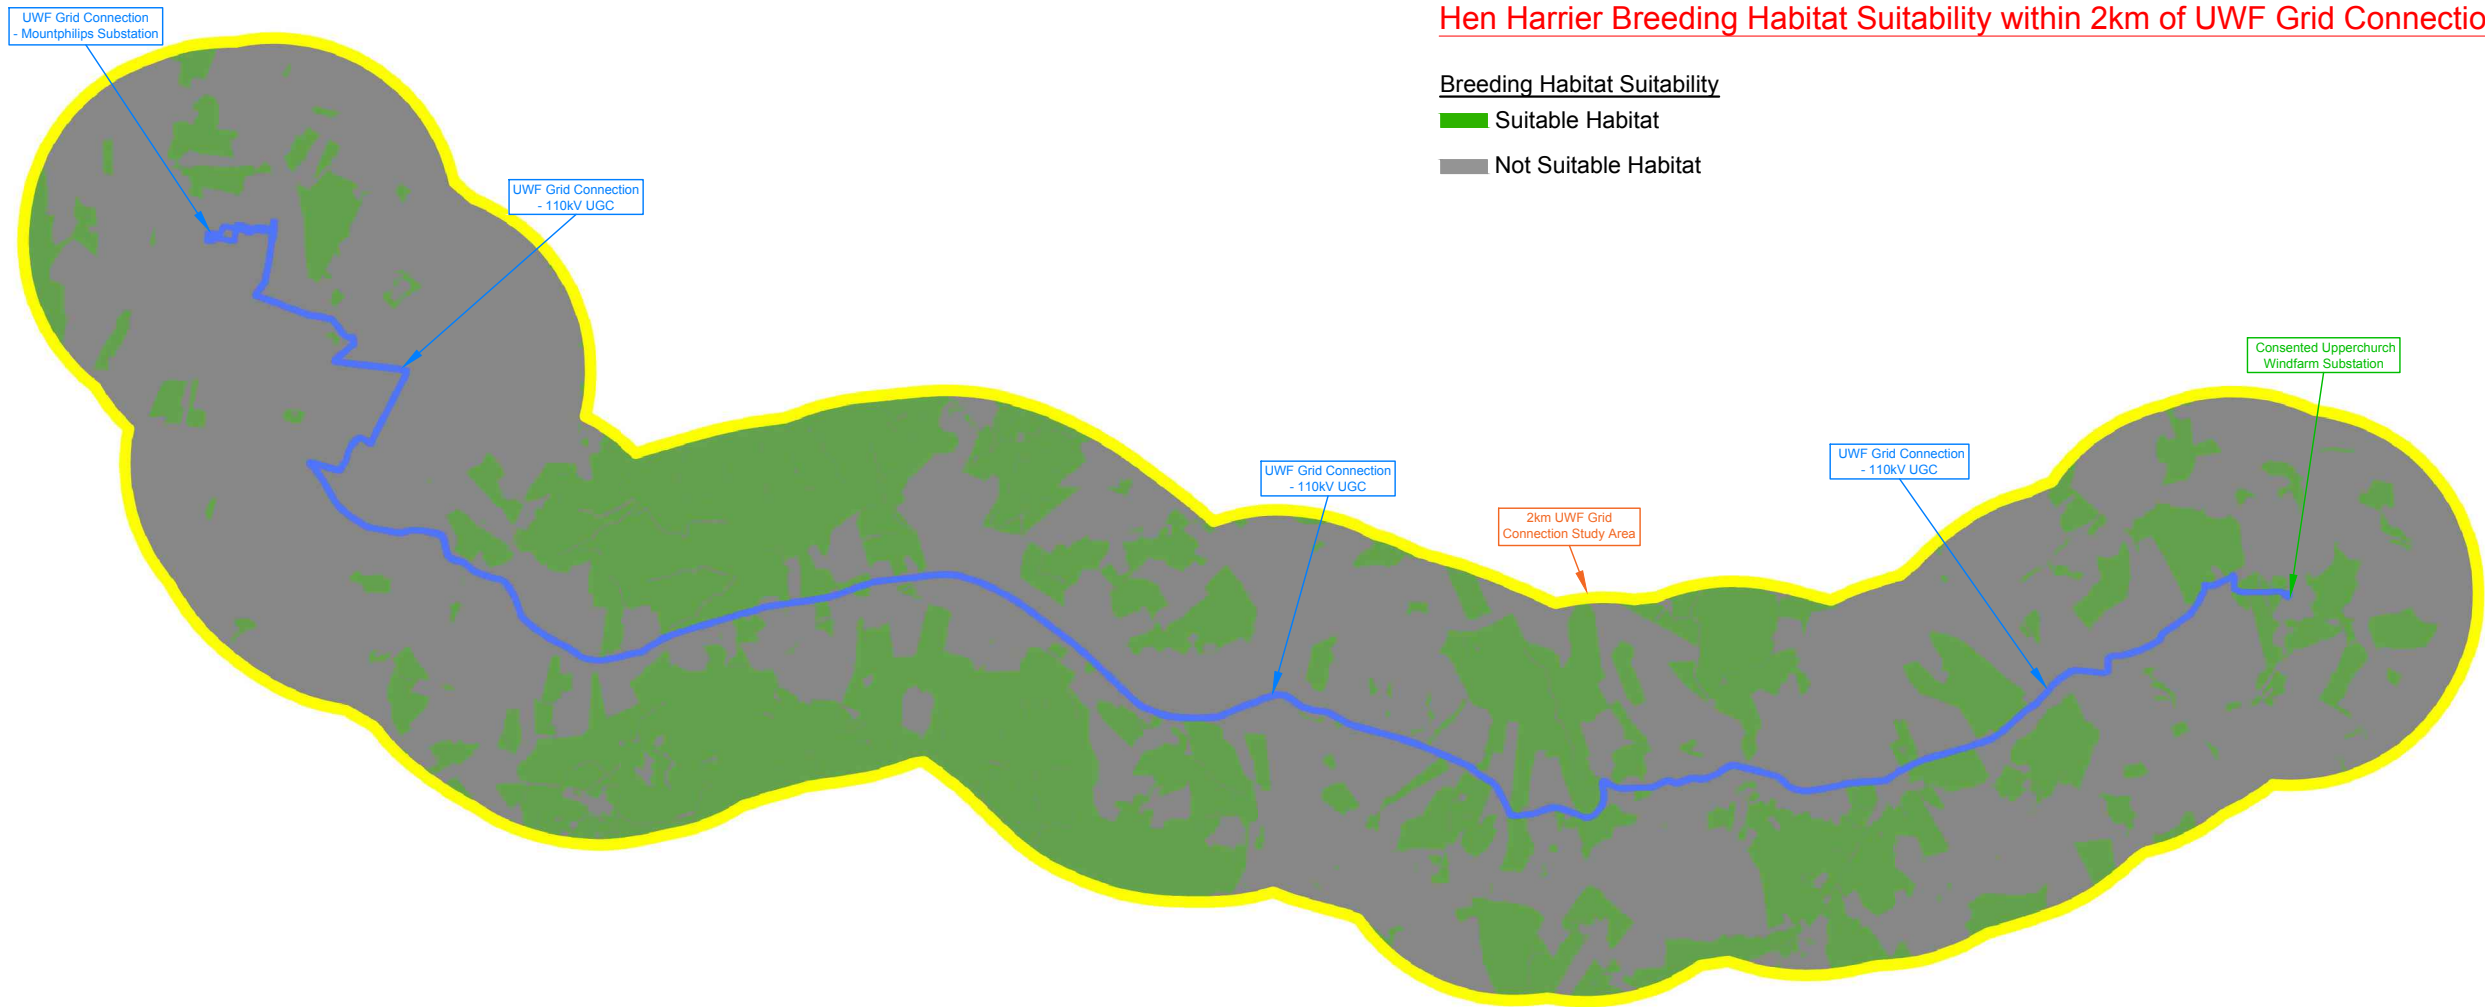 Hen Harrier Breeding Habitat Suitability within 2km of UWF Grid Connectio
Breeding Habitat Suitability
Suitable Habitat
Not Suitable Habitat
UWF Grid Connection
- Mountphilips Substation
UWF Grid Connection
- 110kV UGC
UWF Grid Connection
- 110kV UGC
2km UWF Grid
Connection Study Area
UWF Grid Connection
- 110kV UGC
Consented Upperchurch
Windfarm Substation